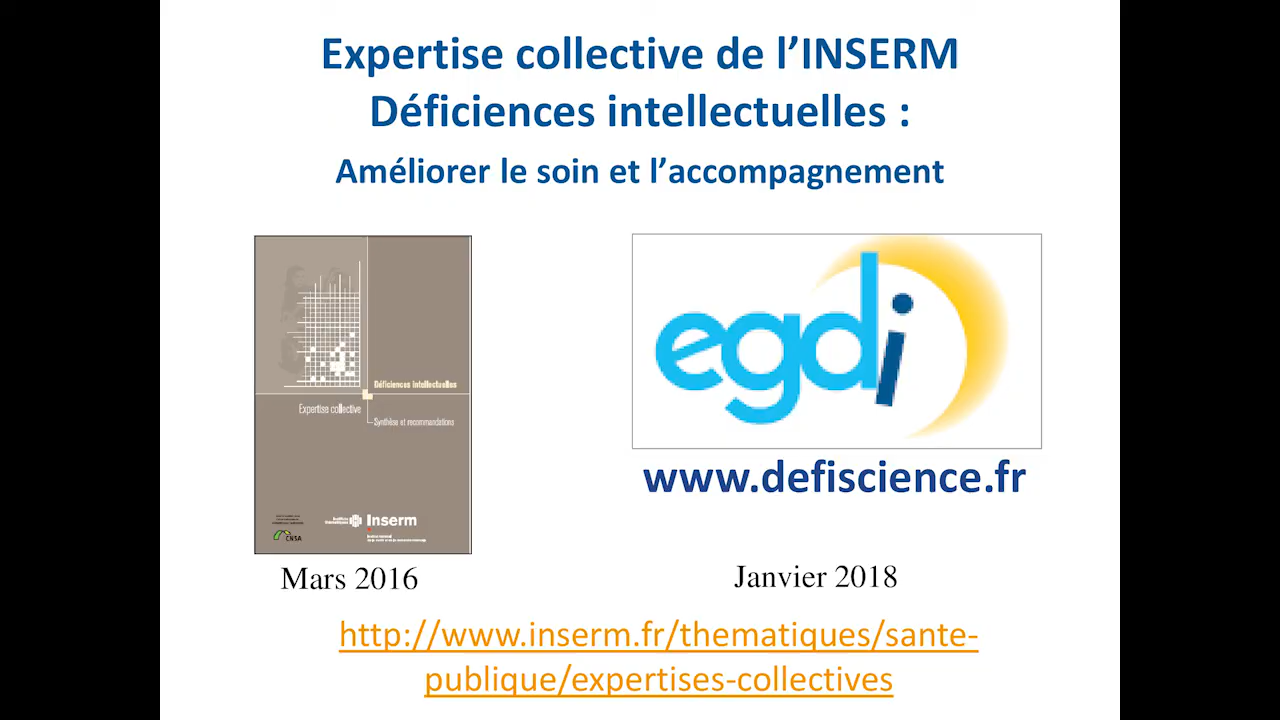 Expertise collective de l’INSERM
Déficiences intellectuelles :
Améliorer le soin et l’accompagnement
Déficiences intellectuelles
Expertise collective
Synthèse et recommandations
Inserm
CNSA
Mars 2016
egdi
www.defiscience.fr
Janvier 2018
http://www.inserm.fr/thematiques/sante-
publique/expertises-collectives